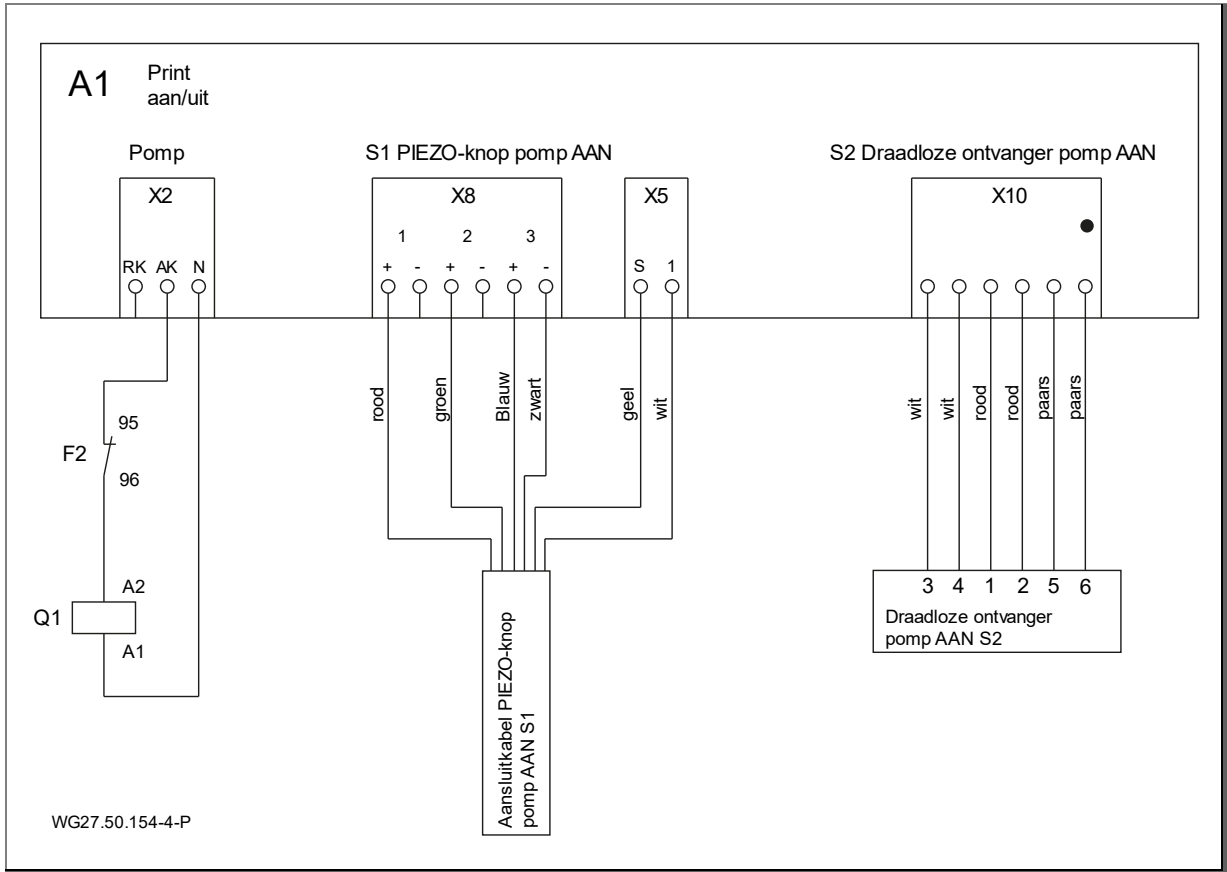 A1
Print
aan/uit
Pomp
S1 PIEZO-knop pomp AAN
S2 Draadloze ontvanger pomp AAN
X2
X8
X5
X10
1 2 3
RK AK N
+ - + - + -
S 1
rood
groen
Blauw
zwart
geel
wit
wit
wit
rood
rood
paars
paars
95
F2
96
A2
Q1
A1
3 4 1 2 5 6
Draadloze ontvanger
pomp AAN S2
Aansluitkabel PIEZO-knop
pomp AAN S1
WG27.50.154-4-P